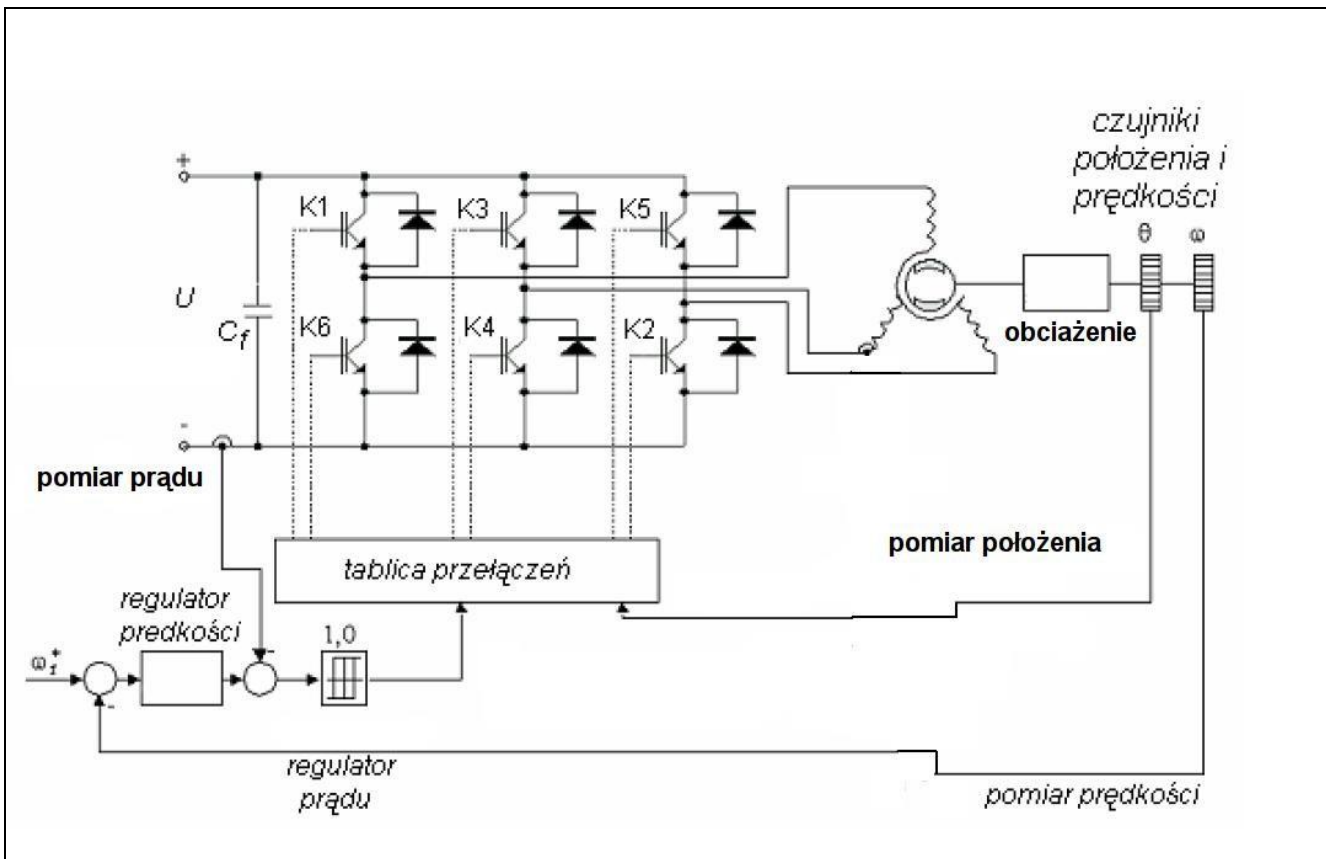 czujniki
położenia i
prędkości
θ ω
+
K1 K3 K5
U
Cf
K6 K4 K2
obciażenie
-
pomiar prądu
pomiar położenia
tablica przełączeń
regulator
predkości
-
1,0
ω*
-
regulator
prądu
pomiar prędkości